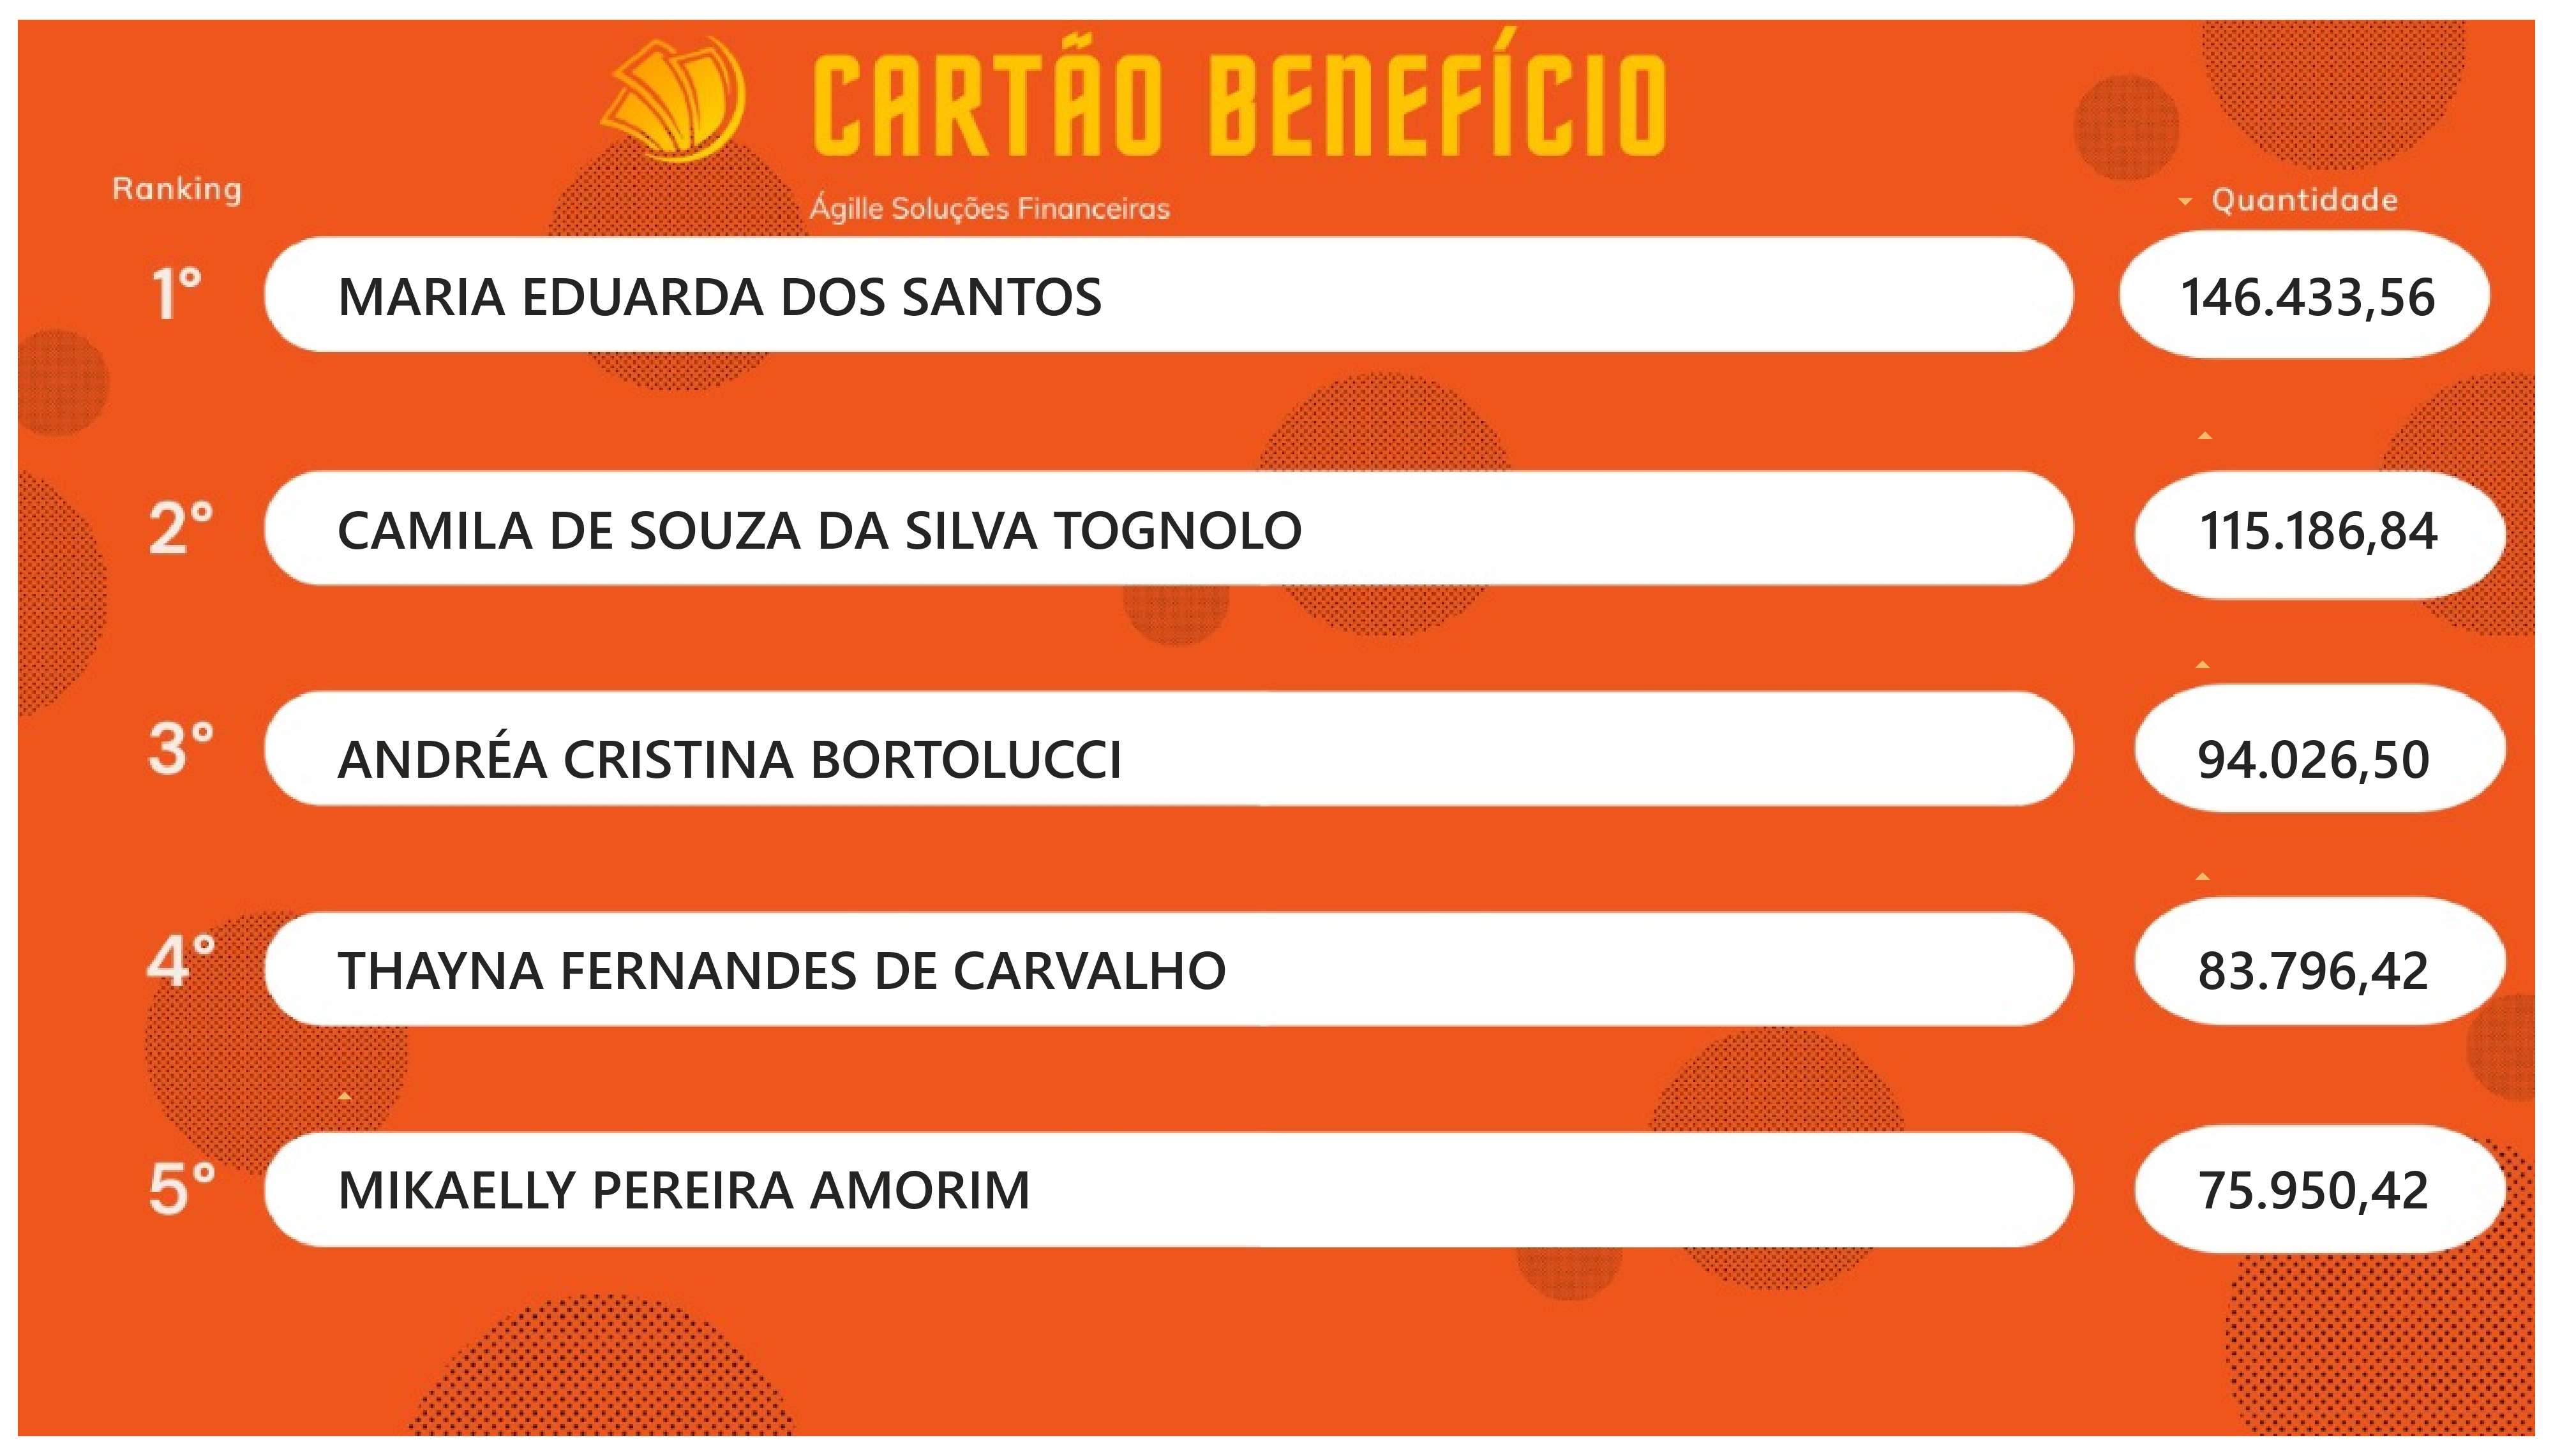 CARTÃO BENEFÍCIO
Ranking
Ágille Soluções Financeiras
Quantidade
1° MARIA EDUARDA DOS SANTOS 146.433,56
2° CAMILA DE SOUZA DA SILVA TOGNOLO 115.186,84
3° ANDRÉA CRISTINA BORTOLUCCI 94.026,50
4° THAYNA FERNANDES DE CARVALHO 83.796,42
5° MIKAELLY PEREIRA AMORIM 75.950,42